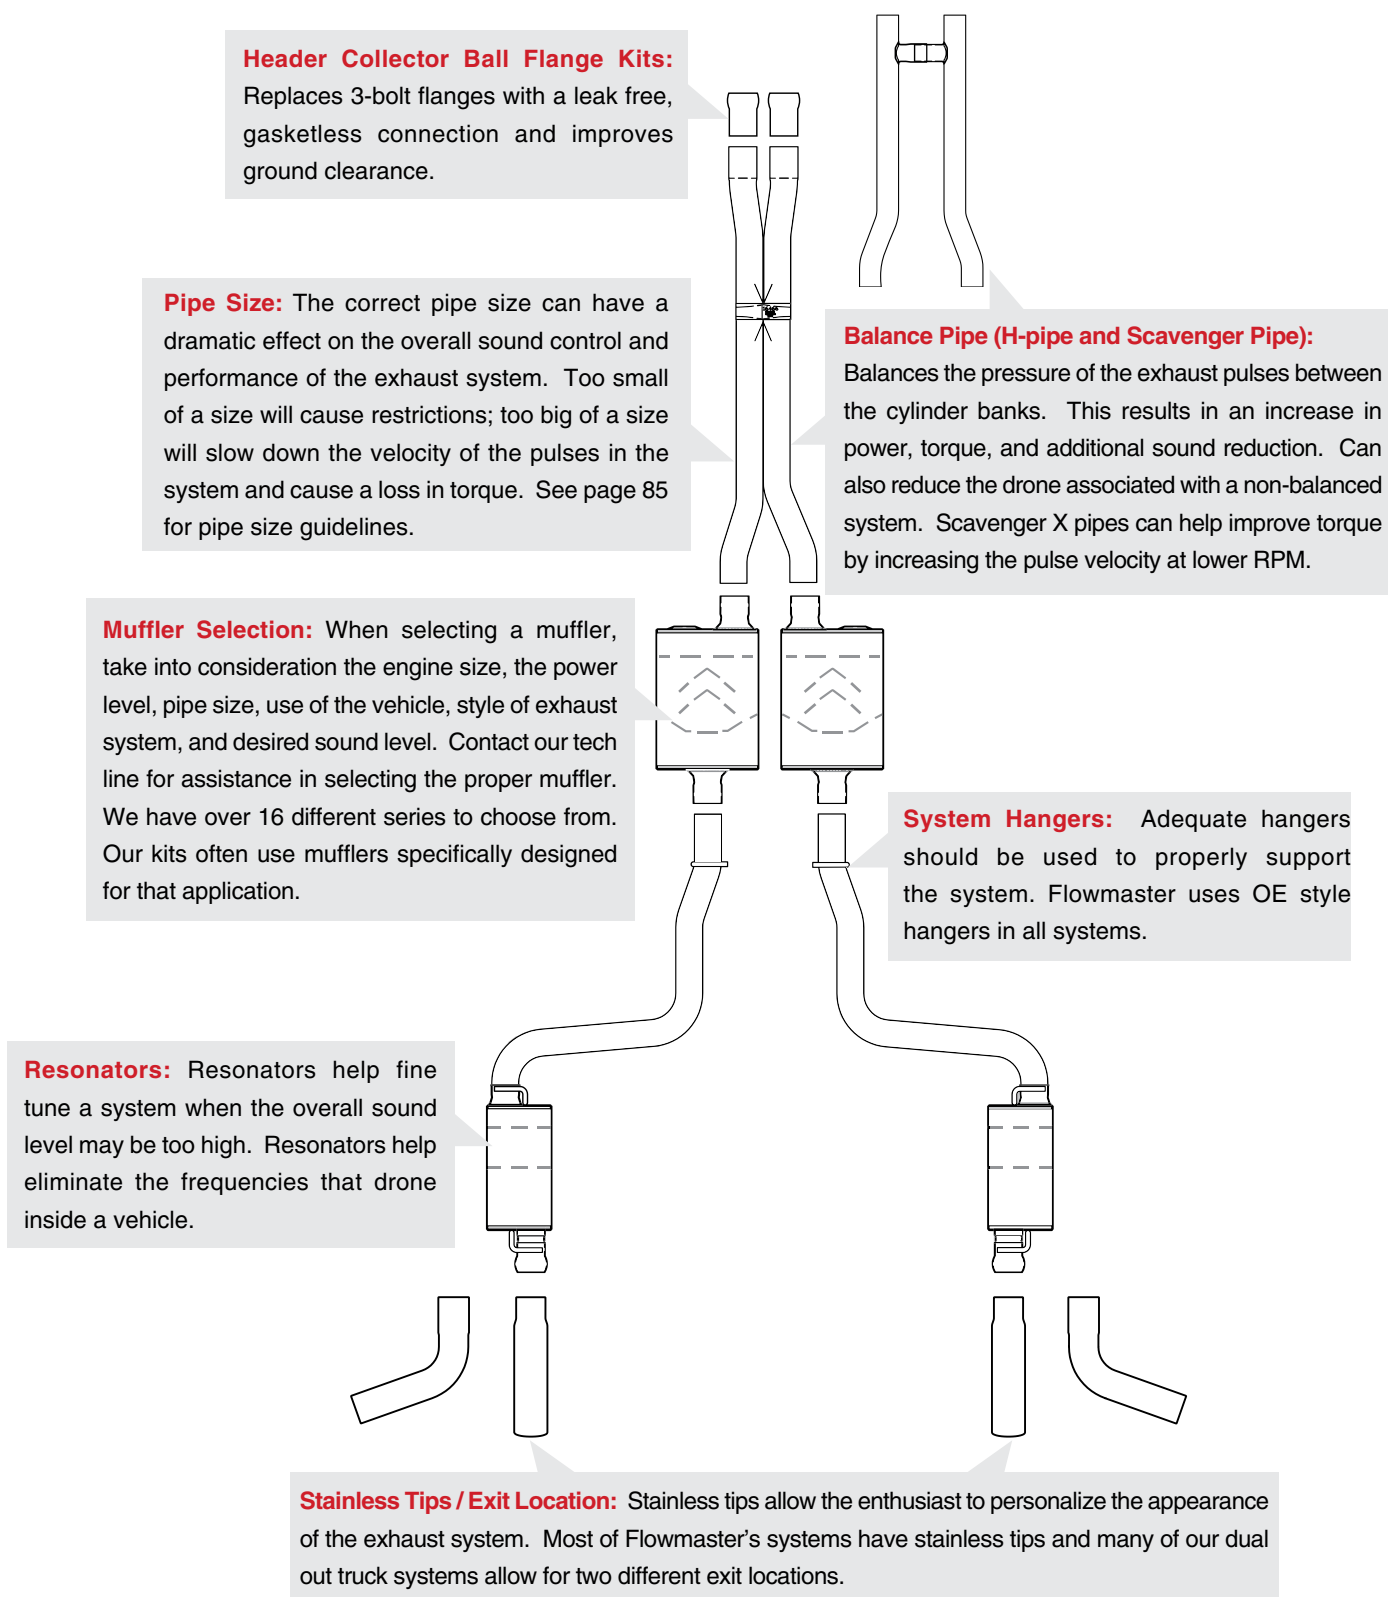 Header Collector Ball Flange Kits:
Replaces 3-bolt flanges with a leak free,
gasketless connection and improves
ground clearance.
Pipe Size: The correct pipe size can have a
dramatic effect on the overall sound control and
performance of the exhaust system. Too small
of a size will cause restrictions; too big of a size
will slow down the velocity of the pulses in the
system and cause a loss in torque. See page 85
for pipe size guidelines.
Balance Pipe (H-pipe and Scavenger Pipe):
Balances the pressure of the exhaust pulses between
the cylinder banks. This results in an increase in
power, torque, and additional sound reduction. Can
also reduce the drone associated with a non-balanced
system. Scavenger X pipes can help improve torque
by increasing the pulse velocity at lower RPM.
Muffler Selection: When selecting a muffler,
take into consideration the engine size, the power
level, pipe size, use of the vehicle, style of exhaust
system, and desired sound level. Contact our tech
line for assistance in selecting the proper muffler.
We have over 16 different series to choose from.
Our kits often use mufflers specifically designed
for that application.
System Hangers: Adequate hangers
should be used to properly support
the system. Flowmaster uses OE style
hangers in all systems.
Resonators: Resonators help fine
tune a system when the overall sound
level may be too high. Resonators help
eliminate the frequencies that drone
inside a vehicle.
Stainless Tips / Exit Location: Stainless tips allow the enthusiast to personalize the appearance
of the exhaust system. Most of Flowmaster’s systems have stainless tips and many of our dual
out truck systems allow for two different exit locations.